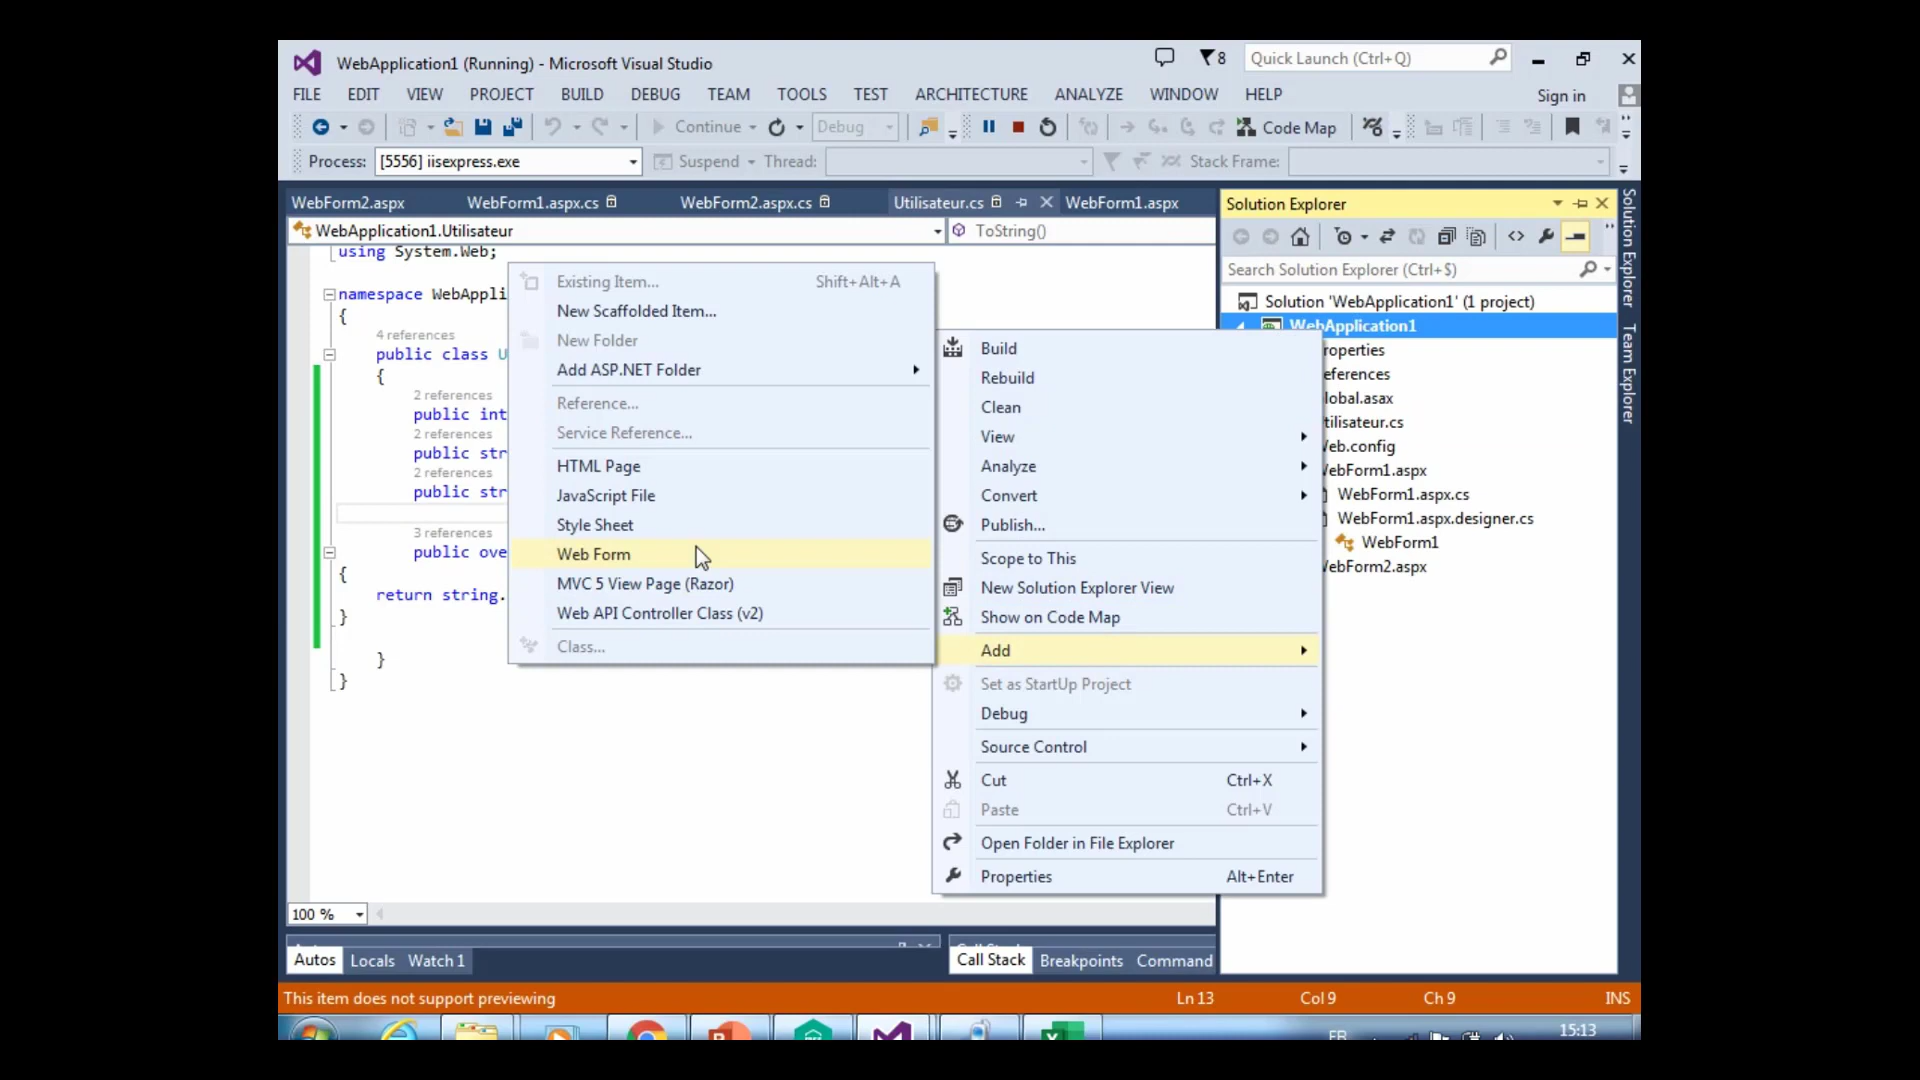 WebApplication1 (Running) - Microsoft Visual Studio
8
Quick Launch (Ctrl+Q)
FILE EDIT VIEW PROJECT BUILD DEBUG TEAM TOOLS TEST ARCHITECTURE ANALYZE WINDOW HELP
Sign in
Continue Debug Code Map
Process: [5556] iisexpress.exe Suspend Thread: Stack Frame:
WebForm2.aspx WebForm1.aspx.cs WebForm2.aspx.cs Utilisateur.cs WebForm1.aspx
WebApplication1.Utilisateur ToString()
using System.Web;
namespace WebAppli
{
4 references
public class U
{
2 references
public int
2 references
public str
2 references
public str
3 references
public ove
{
return string.
}
}
}
Existing Item... Shift+Alt+A
New Scaffolded Item...
New Folder
Add ASP.NET Folder
Reference...
Service Reference...
HTML Page
JavaScript File
Style Sheet
Web Form
MVC 5 View Page (Razor)
Web API Controller Class (v2)
Class...
Build
Rebuild
Clean
View
Analyze
Convert
Publish...
Scope to This
New Solution Explorer View
Show on Code Map
Add
Set as StartUp Project
Debug
Source Control
Cut Ctrl+X
Paste Ctrl+V
Open Folder in File Explorer
Properties Alt+Enter
Solution Explorer
Search Solution Explorer (Ctrl+$)
Solution 'WebApplication1' (1 project)
WebApplication1
roperties
eferences
lobal.asax
tilisateur.cs
eb.config
ebForm1.aspx
WebForm1.aspx.cs
WebForm1.aspx.designer.cs
WebForm1
ebForm2.aspx
Solution Explorer
Team Explorer
100 %
Autos Locals Watch 1
Call Stack Breakpoints Command
This item does not support previewing
Ln 13 Col 9 Ch 9 INS
FR
15:13